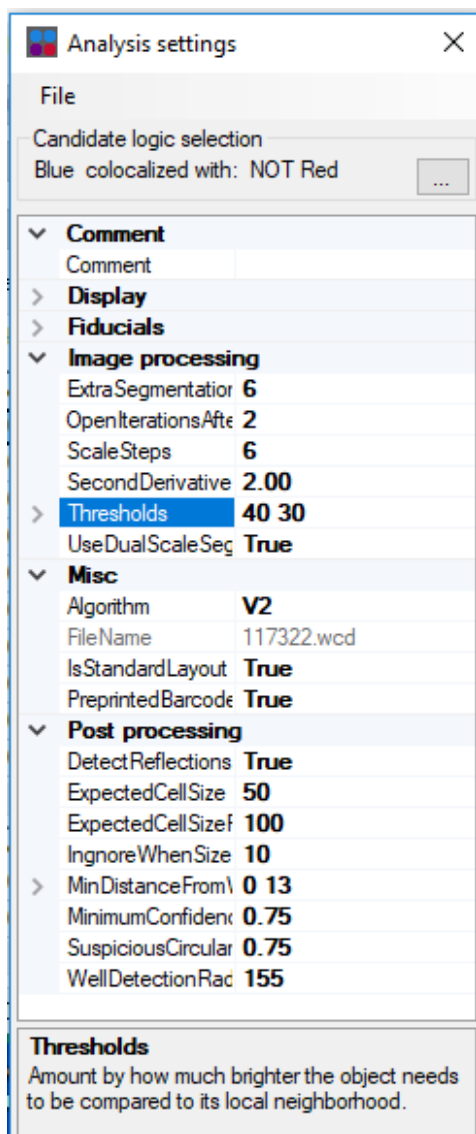 Analysis settings
File
Candidate logic selection
Blue colocalized with: NOT Red
...
Comment
Comment
Display
Fiducials
Image processing
ExtraSegmentation 6
OpenIterationsAfte 2
ScaleSteps 6
SecondDerivative 2.00
Thresholds 40 30
UseDualScaleSeg True
Misc
Algorithm V2
FileName 117322.wcd
IsStandardLayout True
PreprintedBarcode True
Post processing
DetectReflections True
ExpectedCellSize 50
ExpectedCellSizeF 100
IngnoreWhenSize 10
MinDistanceFromW 0 13
MinimumConfidenc 0.75
SuspiciousCircular 0.75
WellDetectionRad 155
Thresholds
Amount by how much brighter the object needs
to be compared to its local neighborhood.